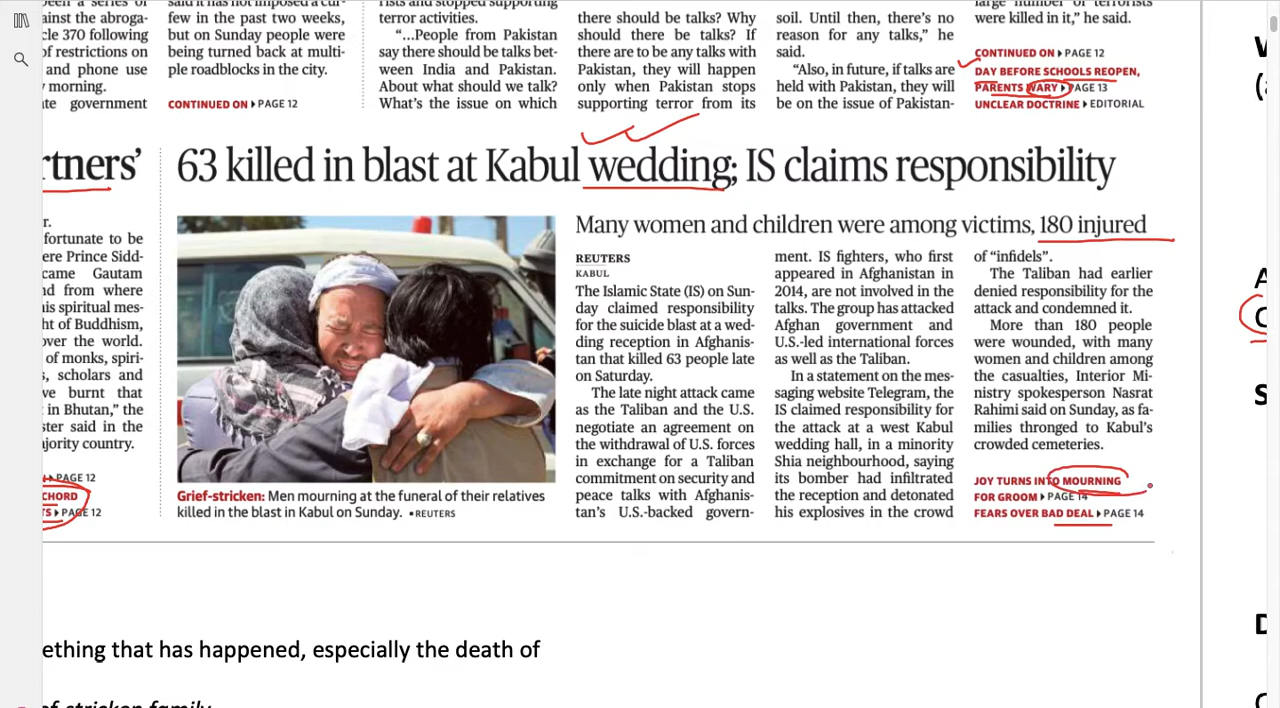 been a series of
ainst the abroga-
cle 370 following
of restrictions on
and phone use
morning.
te government
said it has not imposed a cur-
few in the past two weeks,
but on Sunday people were
being turned back at multi-
ple roadblocks in the city.
CONTINUED ON PAGE 12
rists and stopped supporting
terror activities.
“...People from Pakistan
say there should be talks bet-
ween India and Pakistan.
About what should we talk?
What’s the issue on which
there should be talks? Why
should there be talks? If
there are to be any talks with
Pakistan, they will happen
only when Pakistan stops
supporting terror from its
soil. Until then, there’s no
reason for any talks,” he
said.
“Also, in future, if talks are
held with Pakistan, they will
be on the issue of Pakistan-
large number of terrorists
were killed in it,” he said.
CONTINUED ON PAGE 12
DAY BEFORE SCHOOLS REOPEN,
PARENTS WARY PAGE 13
UNCLEAR DOCTRINE EDITORIAL
rtners’
r.
fortunate to be
ere Prince Sidd-
came Gautam
nd from where
his spiritual mes-
ht of Buddhism,
over the world.
of monks, spiri-
s, scholars and
ve burnt that
in Bhutan,” the
ster said in the
ajority country.
PAGE 12
CHORD
TS PAGE 12
63 killed in blast at Kabul wedding; IS claims responsibility
Many women and children were among victims, 180 injured
Grief-stricken: Men mourning at the funeral of their relatives
killed in the blast in Kabul on Sunday. ▪REUTERS
REUTERS
KABUL
The Islamic State (IS) on Sun-
day claimed responsibility
for the suicide blast at a wed-
ding reception in Afghanis-
tan that killed 63 people late
on Saturday.
The late night attack came
as the Taliban and the U.S.
negotiate an agreement on
the withdrawal of U.S. forces
in exchange for a Taliban
commitment on security and
peace talks with Afghanis-
tan’s U.S.-backed govern-
ment. IS fighters, who first
appeared in Afghanistan in
2014, are not involved in the
talks. The group has attacked
Afghan government and
U.S.-led international forces
as well as the Taliban.
In a statement on the mes-
saging website Telegram, the
IS claimed responsibility for
the attack at a west Kabul
wedding hall, in a minority
Shia neighbourhood, saying
its bomber had infiltrated
the reception and detonated
his explosives in the crowd
of “infidels”.
The Taliban had earlier
denied responsibility for the
attack and condemned it.
More than 180 people
were wounded, with many
women and children among
the casualties, Interior Mi-
nistry spokesperson Nasrat
Rahimi said on Sunday, as fa-
milies thronged to Kabul’s
crowded cemeteries.
JOY TURNS INTO MOURNING
FOR GROOM PAGE 14
FEARS OVER BAD DEAL PAGE 14
ething that has happened, especially the death of
of-stricken family